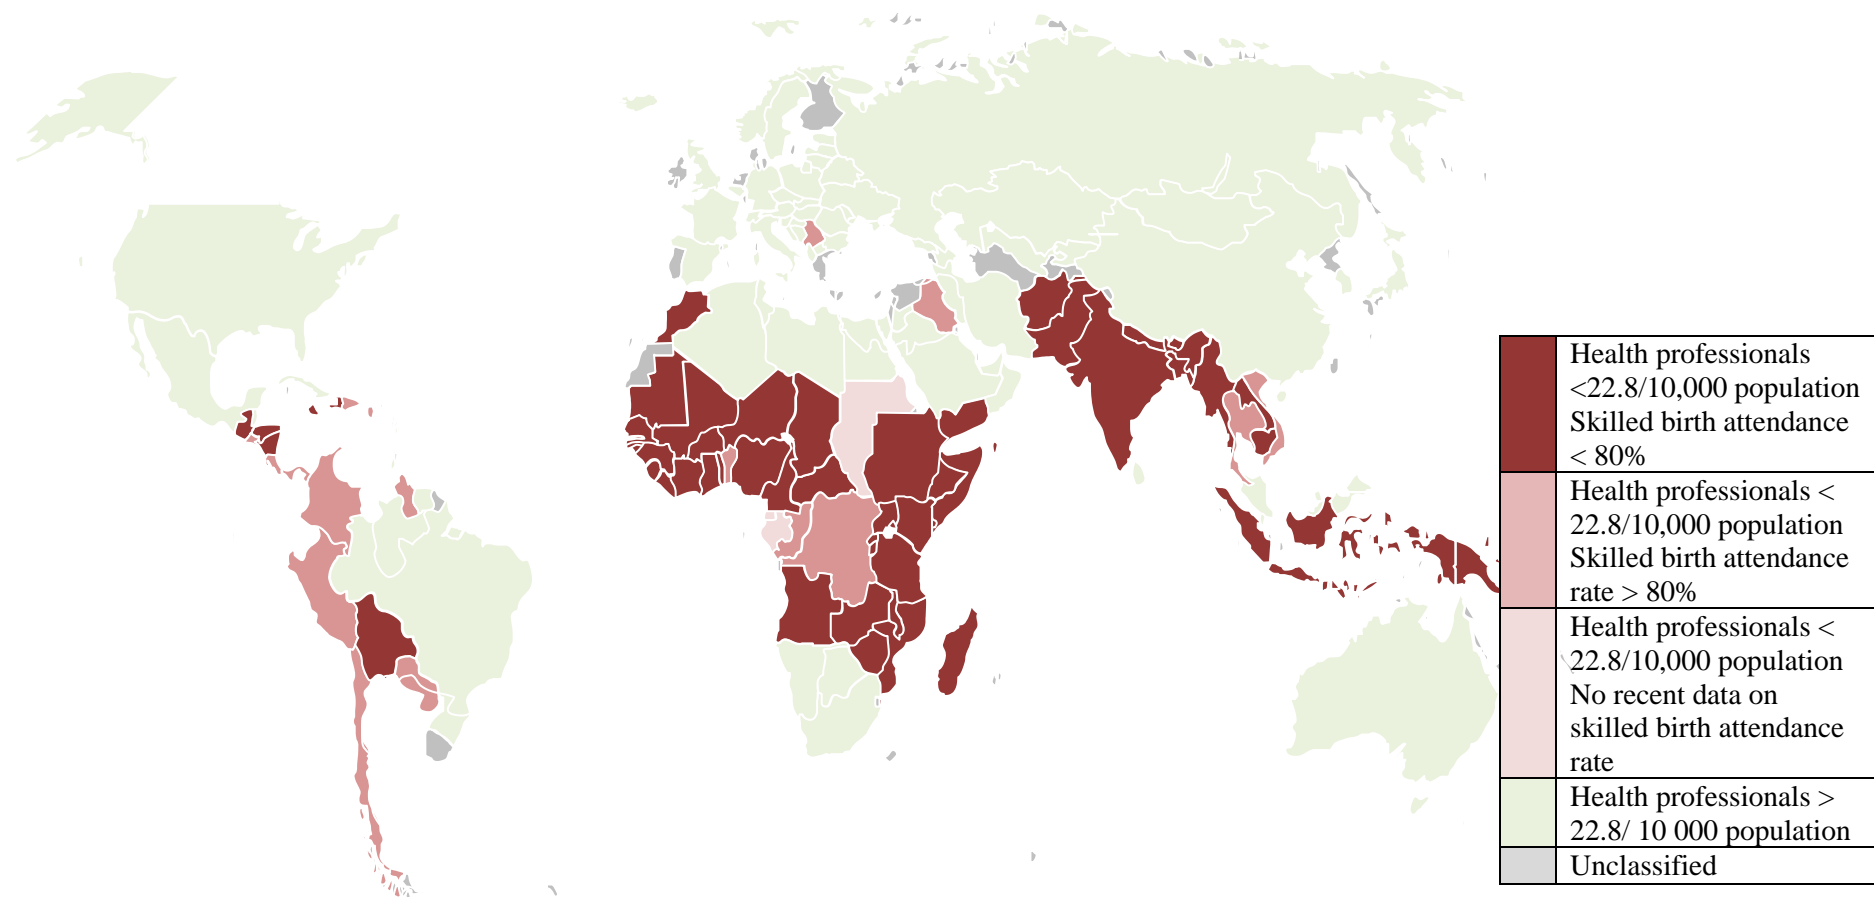 Health professionals
<22.8/10,000 population
Skilled birth attendance
< 80%
Health professionals <
22.8/10,000 population
Skilled birth attendance
rate > 80%
Health professionals <
22.8/10,000 population
No recent data on
skilled birth attendance
rate
Health professionals >
22.8/ 10 000 population
Unclassified